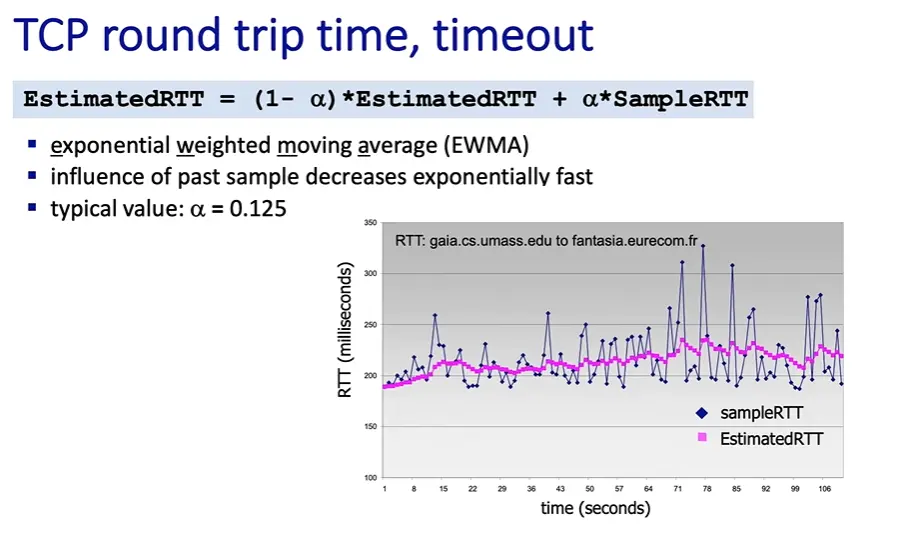 TCP round trip time, timeout
EstimatedRTT = (1- α)*EstimatedRTT + α*SampleRTT
▪ exponential weighted moving average (EWMA)
▪ influence of past sample decreases exponentially fast
▪ typical value: α = 0.125
RTT: gaia.cs.umass.edu to fantasia.eurecom.fr
RTT (milliseconds)
350
300
250
200
150
100
sampleRTT
EstimatedRTT
1 8 15 22 29 36 43 50 57 64 71 78 85 92 99 106
time (seconds)